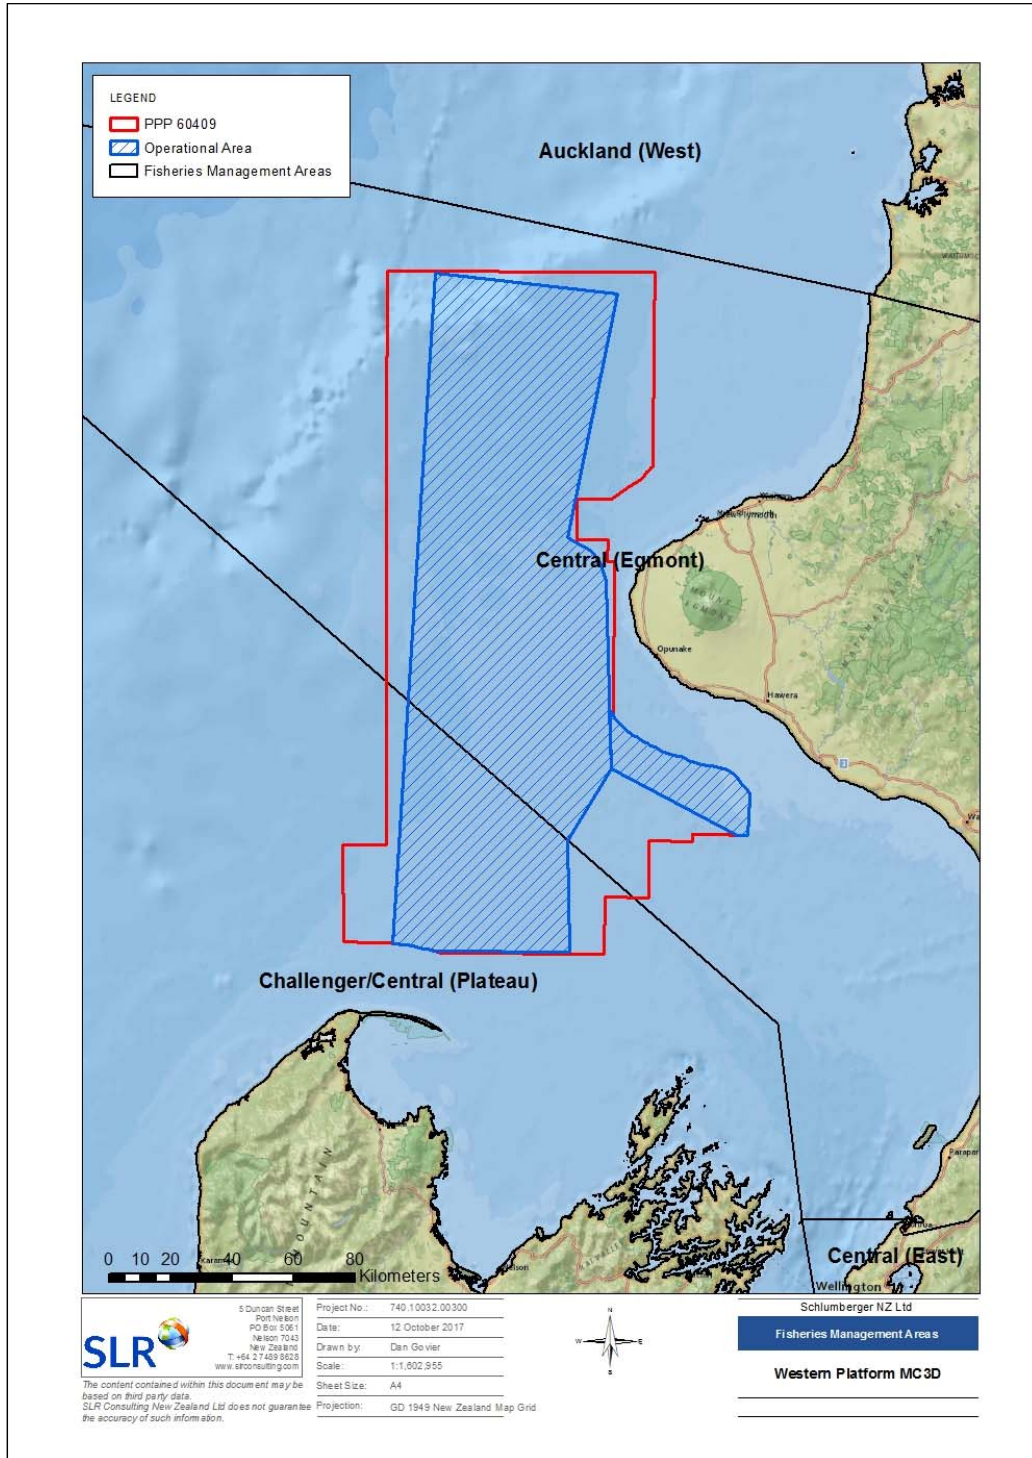 LEGEND
PPP 60409
Operational Area
Fisheries Management Areas
Auckland (West)
Central (Egmont)
MOUNT
EGMONT
Opunake
Hawera
3
Challenger/Central (Plateau)
MOUNTAIN
Central (East)
Wellington
0 10 20 40 60 80
Kilometers
SLR
5 Duncan Street
Port Nelson
PO Box 5061
Nelson 7043
New Zealand
T: +64 2 7489 8628
www.slrconsulting.com
The content contained within this document may be
based on third party data.
SLR Consulting New Zealand Ltd does not guarantee
the accuracy of such information.
Project No.: 740.10032.00300
Date: 12 October 2017
Drawn by: Dan Govier
Scale: 1:1,602,955
Sheet Size: A4
Projection: GD 1949 New Zealand Map Grid
N
W E
S
Schlumberger NZ Ltd
Fisheries Management Areas
Western Platform MC3D